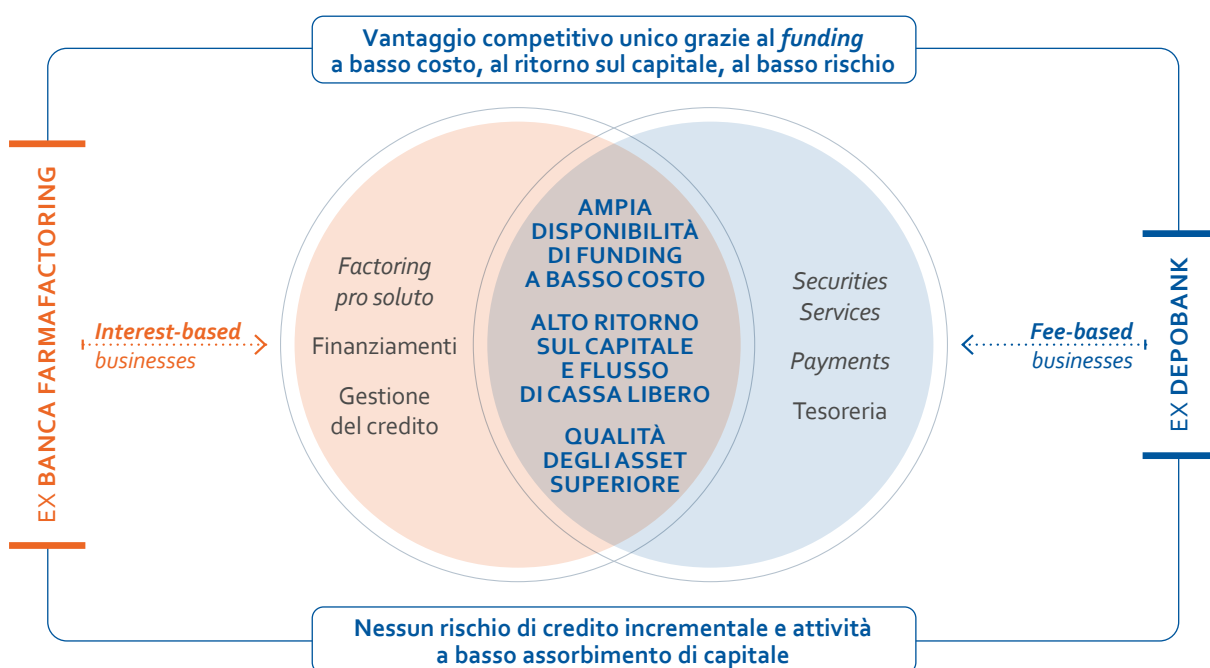 Vantaggio competitivo unico grazie al funding
a basso costo, al ritorno sul capitale, al basso rischio
EX BANCA FARMAFACTORING
Interest-based
businesses
Factoring
pro soluto
Finanziamenti
Gestione
del credito
AMPIA
DISPONIBILITÀ
DI FUNDING
A BASSO COSTO
ALTO RITORNO
SUL CAPITALE
E FLUSSO
DI CASSA LIBERO
QUALITÀ
DEGLI ASSET
SUPERIORE
Securities
Services
Payments
Tesoreria
Fee-based
businesses
EX DEPOBANK
Nessun rischio di credito incrementale e attività
a basso assorbimento di capitale